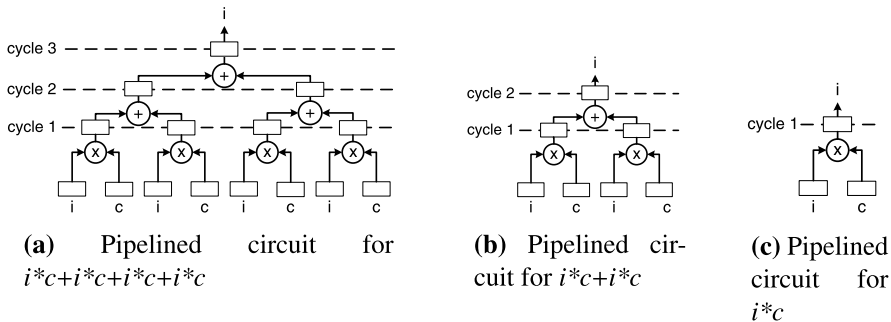 i
cycle 3
+
cycle 2
+ +
cycle 1
x x x x
i c i c i c i c
(a) Pipelined circuit for
i*c+i*c+i*c+i*c
i
cycle 2
+
cycle 1
x x
i c i c
(b) Pipelined cir-
cuit for i*c+i*c
i
cycle 1
x
i c
(c) Pipelined
circuit for
i*c